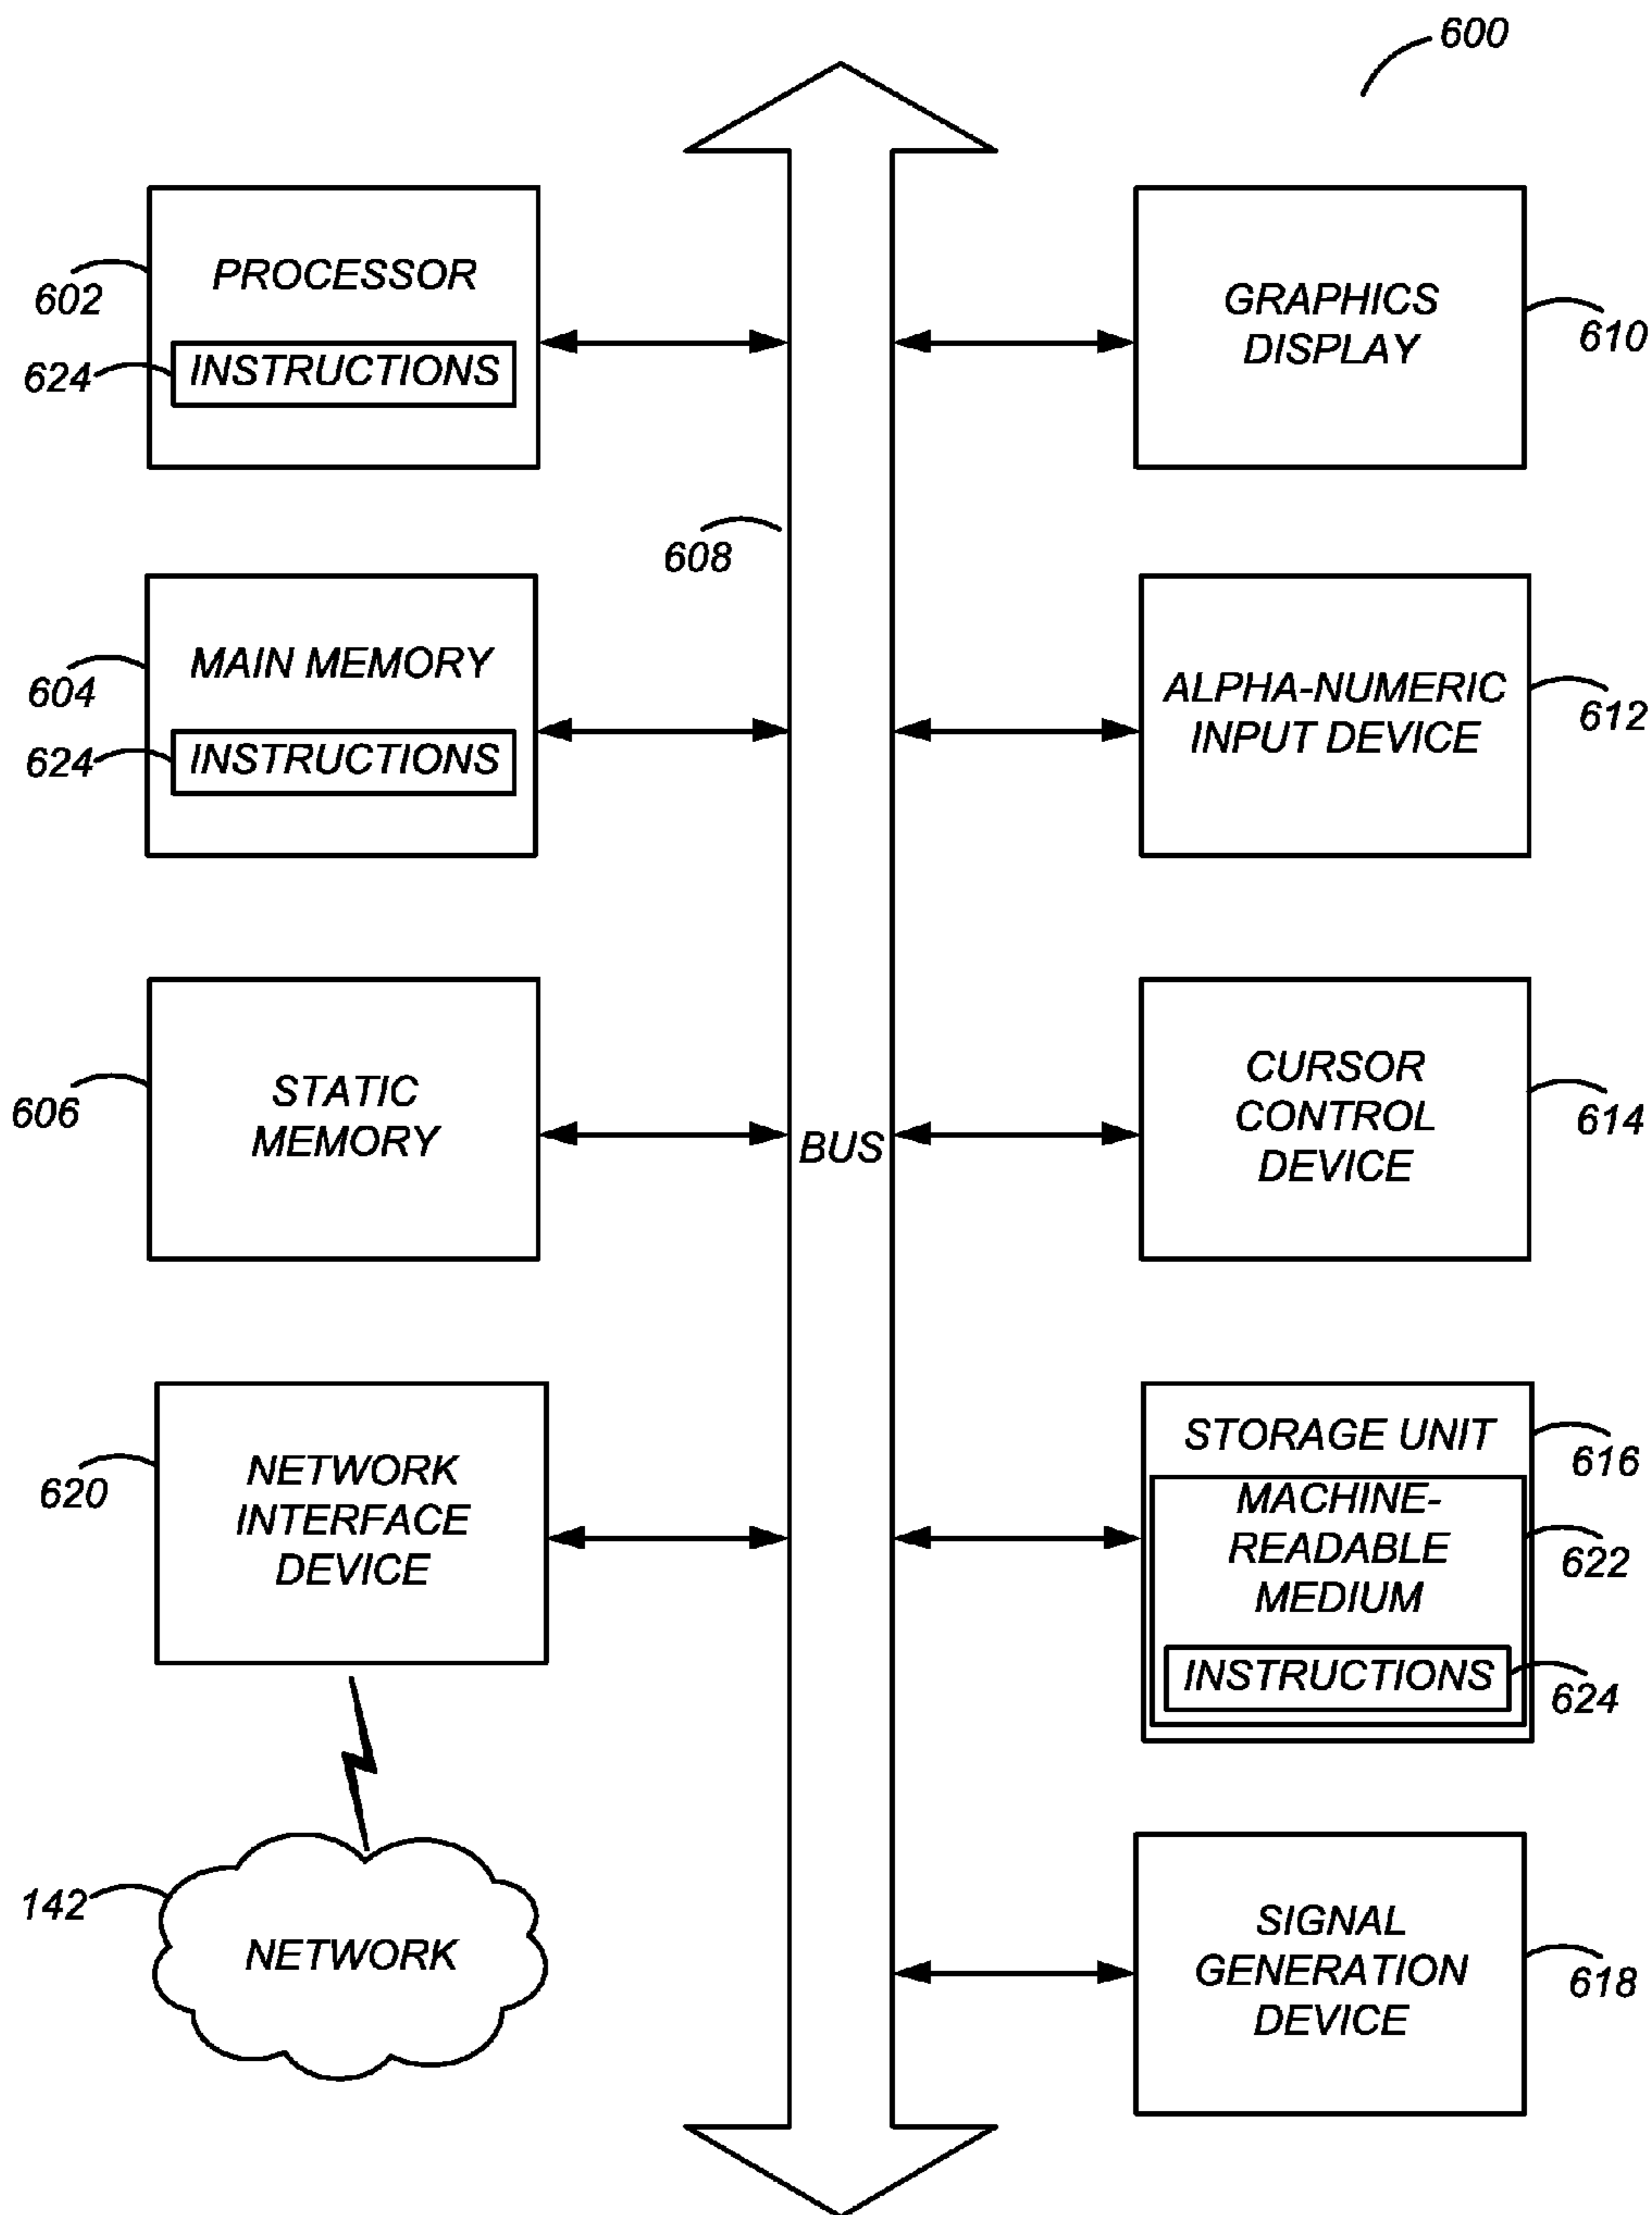 600
PROCESSOR
602
624
INSTRUCTIONS
GRAPHICS
DISPLAY
610
608
MAIN MEMORY
604
624
INSTRUCTIONS
ALPHA-NUMERIC
INPUT DEVICE
612
STATIC
MEMORY
606
BUS
CURSOR
CONTROL
DEVICE
614
NETWORK
INTERFACE
DEVICE
620
STORAGE UNIT
616
MACHINE-
READABLE
MEDIUM
622
INSTRUCTIONS
624
142
NETWORK
SIGNAL
GENERATION
DEVICE
618